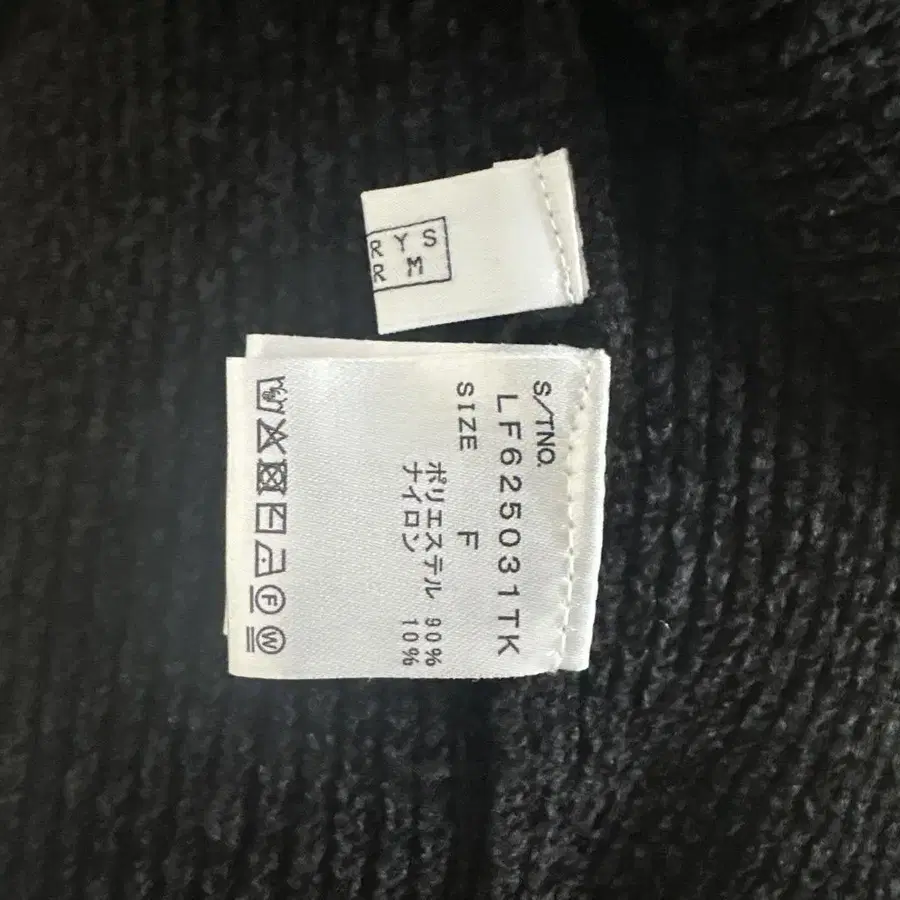 R Y S
R M
S/TNO.
LF625031TK
SIZE F
ポリエステル 90%
ナイロン 10%
F
W